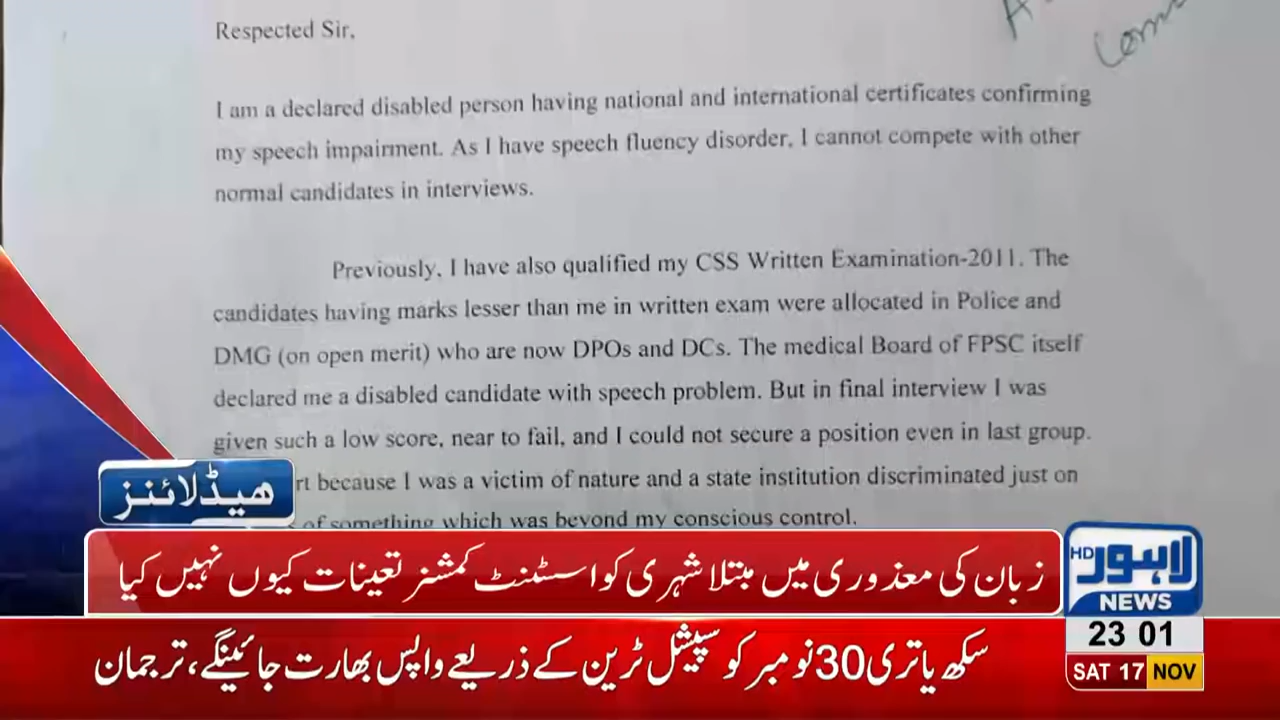 Respected Sir,
I am a declared disabled person having national and international certificates confirming
my speech impairment. As I have speech fluency disorder, I cannot compete with other
normal candidates in interviews.
Previously, I have also qualified my CSS Written Examination-2011. The
candidates having marks lesser than me in written exam were allocated in Police and
DMG (on open merit) who are now DPOs and DCs. The medical Board of FPSC itself
declared me a disabled candidate with speech problem. But in final interview I was
given such a low score, near to fail, and I could not secure a position even in last group.
because I was a victim of nature and a state institution discriminated just on
of something which was beyond my conscious control.
ھیڈلائنز
زبان کی معذوری میں مبتلا شہری کو اسسٹنٹ کمشنر تعینات کیوں نہیں کیا
HD لاہور
NEWS
23 01
SAT 17 NOV
سکھ یاتری 30 نومبر کو سپیشل ٹرین کے ذریعے واپس بھارت جائینگے، ترجمان